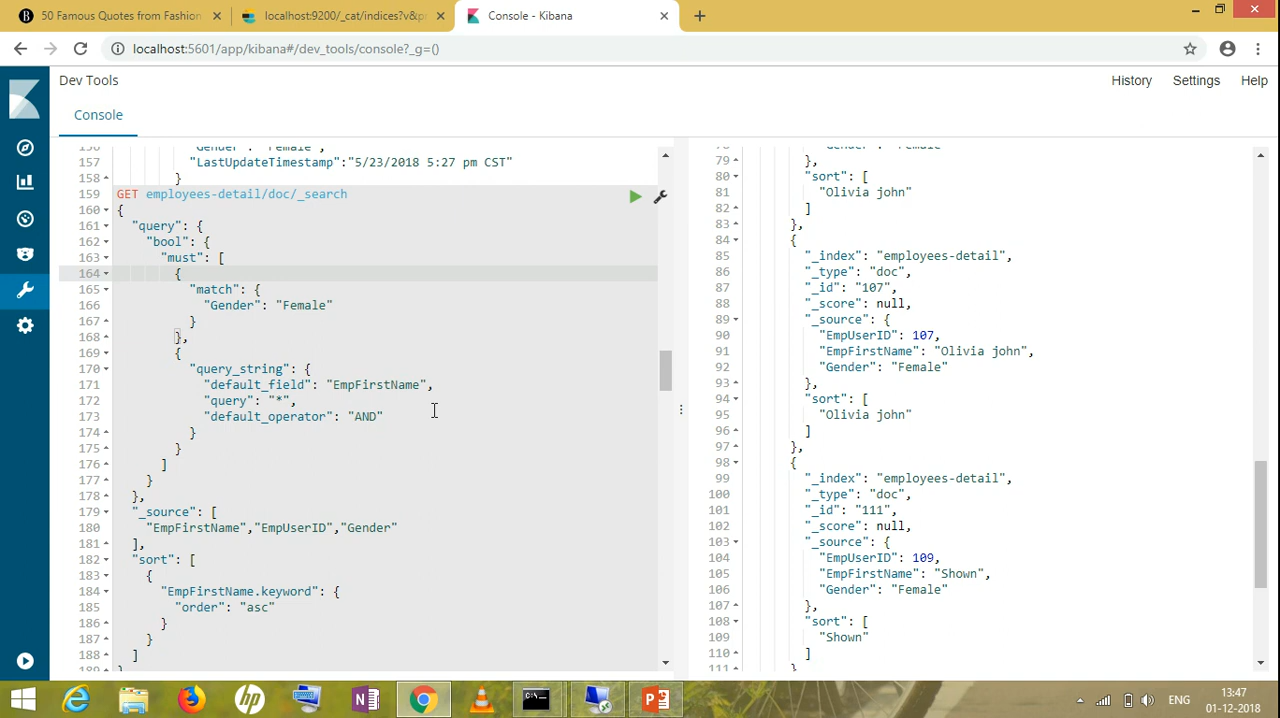 50 Famous Quotes from Fashion
localhost:9200/_cat/indices?v&p
Console - Kibana
localhost:5601/app/kibana#/dev_tools/console?_g=()
Dev Tools
History Settings Help
Console
156 "Gender": "Female",
157 "LastUpdateTimestamp":"5/23/2018 5:27 pm CST"
158 }
159 GET employees-detail/doc/_search
160 {
161 "query": {
162 "bool": {
163 "must": [
164 {
165 "match": {
166 "Gender": "Female"
167 }
168 },
169 {
170 "query_string": {
171 "default_field": "EmpFirstName",
172 "query": "*",
173 "default_operator": "AND"
174 }
175 }
176 ]
177 }
178 },
179 "_source": [
180 "EmpFirstName","EmpUserID","Gender"
181 ],
182 "sort": [
183 {
184 "EmpFirstName.keyword": {
185 "order": "asc"
186 }
187 }
188 ]
189 }
78 "Gender": "Female"
79 },
80 "sort": [
81 "Olivia john"
82 ]
83 },
84 {
85 "_index": "employees-detail",
86 "_type": "doc",
87 "_id": "107",
88 "_score": null,
89 "_source": {
90 "EmpUserID": 107,
91 "EmpFirstName": "Olivia john",
92 "Gender": "Female"
93 },
94 "sort": [
95 "Olivia john"
96 ]
97 },
98 {
99 "_index": "employees-detail",
100 "_type": "doc",
101 "_id": "111",
102 "_score": null,
103 "_source": {
104 "EmpUserID": 109,
105 "EmpFirstName": "Shown",
106 "Gender": "Female"
107 },
108 "sort": [
109 "Shown"
110 ]
111 }
ENG
13:47
01-12-2018